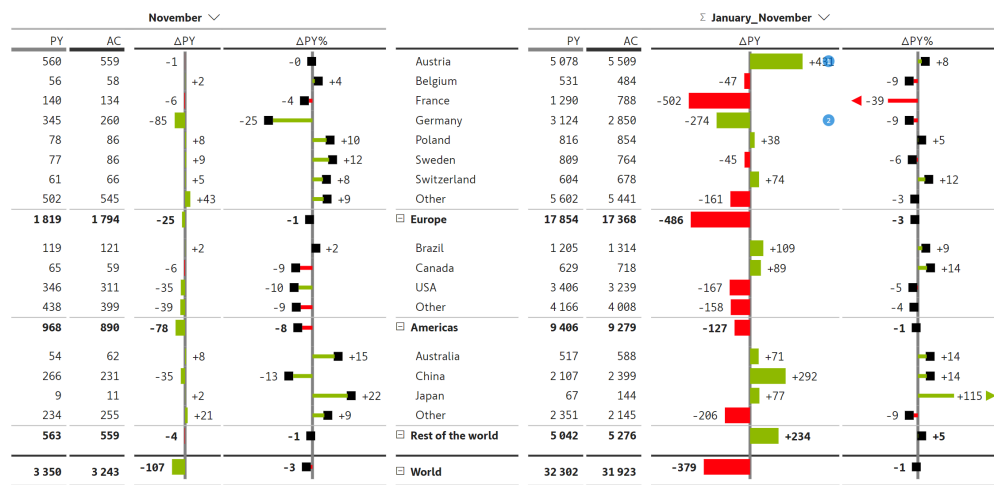 November Σ January_November
PY AC ΔPY ΔPY% PY AC ΔPY ΔPY%
560 559 -1 -0 Austria 5 078 5 509 +431 +8
56 58 +2 +4 Belgium 531 484 -47 -9
140 134 -6 -4 France 1 290 788 -502 -39
345 260 -85 -25 Germany 3 124 2 850 -274 2 -9
78 86 +8 +10 Poland 816 854 +38 +5
77 86 +9 +12 Sweden 809 764 -45 -6
61 66 +5 +8 Switzerland 604 678 +74 +12
502 545 +43 +9 Other 5 602 5 441 -161 -3
1 819 1 794 -25 -1 Europe 17 854 17 368 -486 -3
119 121 +2 +2 Brazil 1 205 1 314 +109 +9
65 59 -6 -9 Canada 629 718 +89 +14
346 311 -35 -10 USA 3 406 3 239 -167 -5
438 399 -39 -9 Other 4 166 4 008 -158 -4
968 890 -78 -8 Americas 9 406 9 279 -127 -1
54 62 +8 +15 Australia 517 588 +71 +14
266 231 -35 -13 China 2 107 2 399 +292 +14
9 11 +2 +22 Japan 67 144 +77 +115
234 255 +21 +9 Other 2 351 2 145 -206 -9
563 559 -4 -1 Rest of the world 5 042 5 276 +234 +5
3 350 3 243 -107 -3 World 32 302 31 923 -379 -1